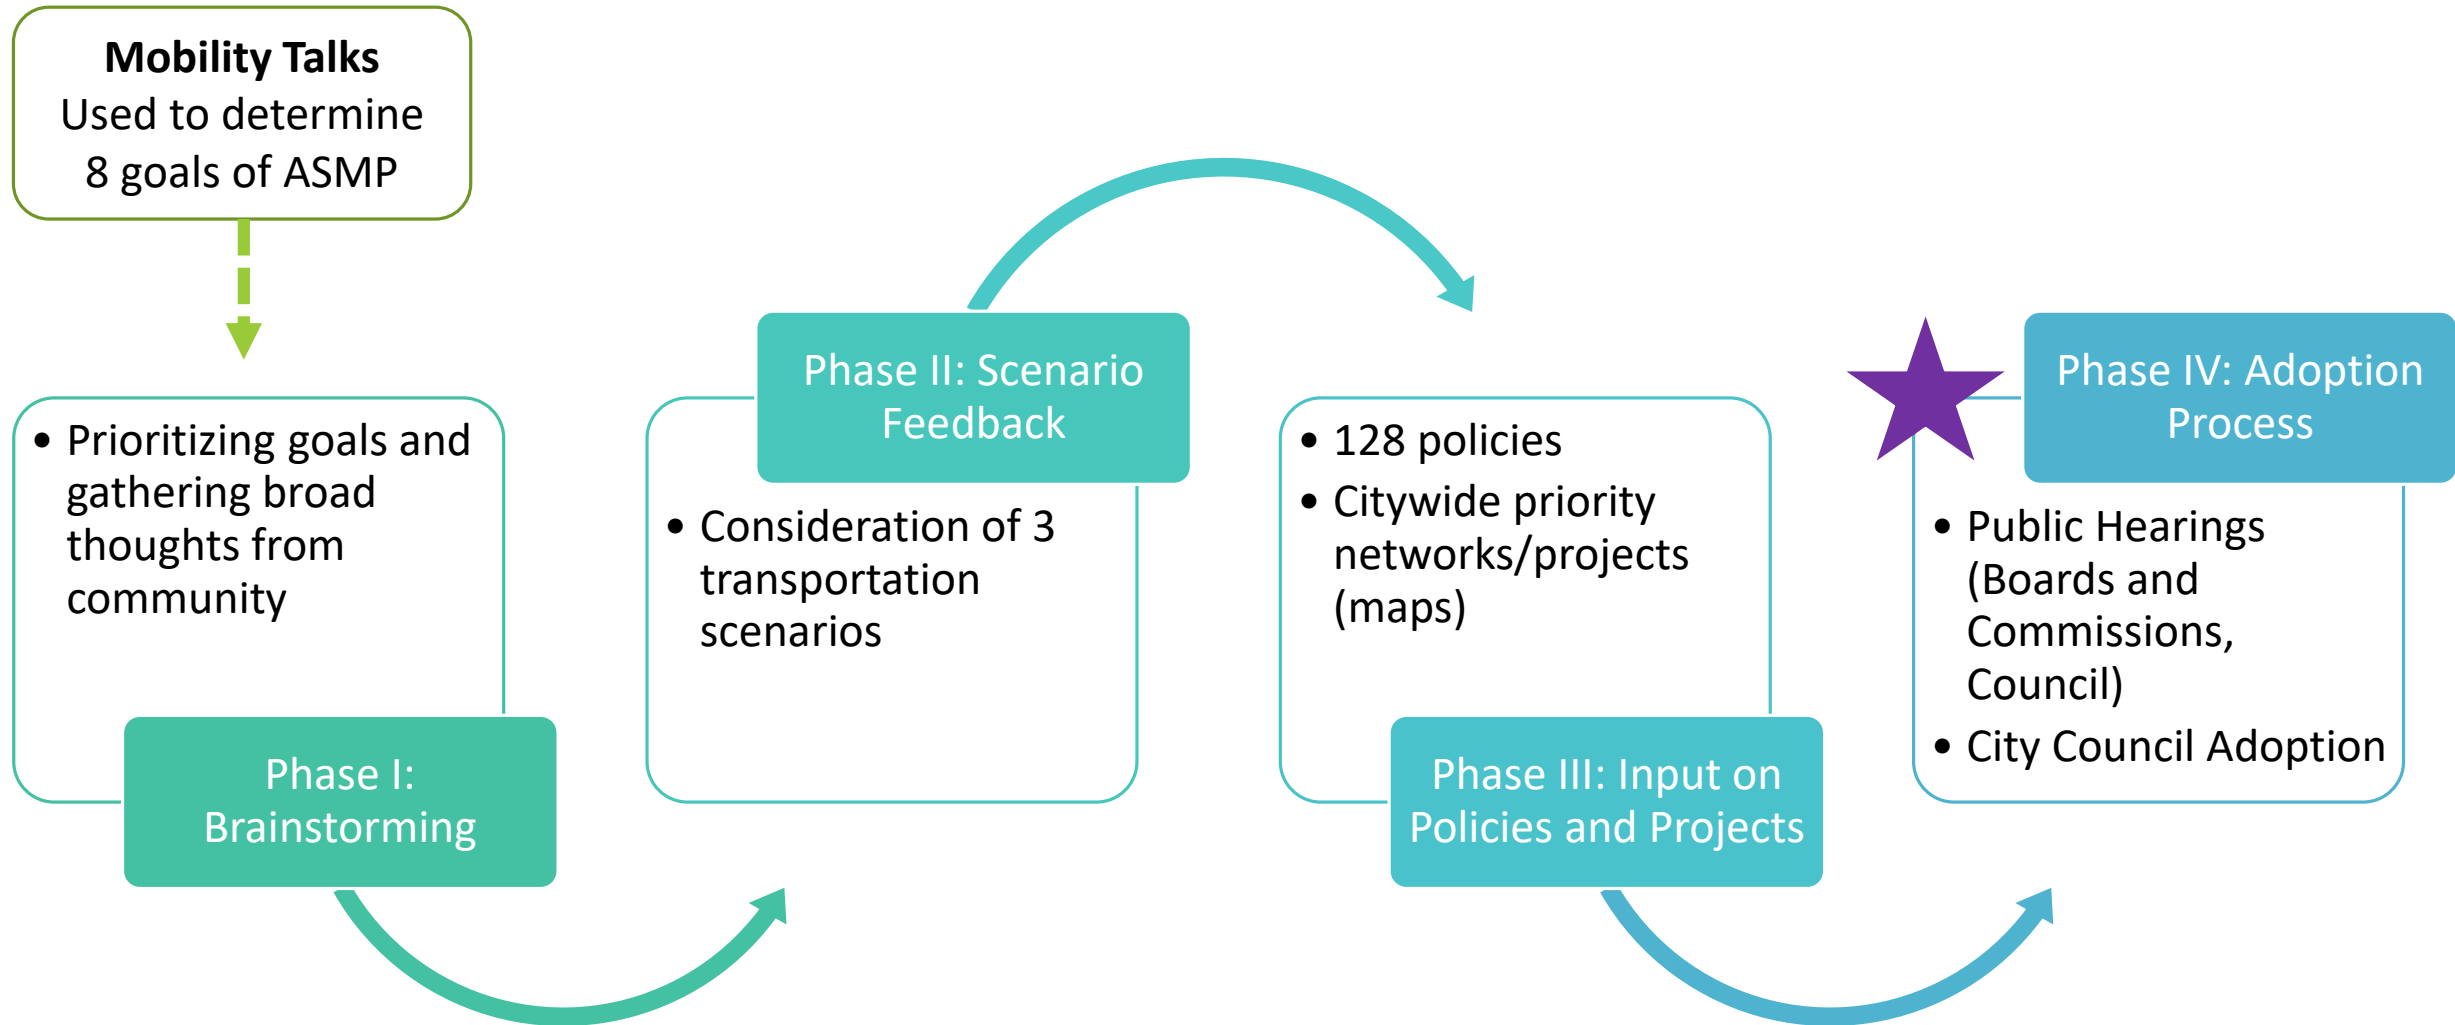 Mobility Talks
Used to determine
8 goals of ASMP
• Prioritizing goals and
gathering broad
thoughts from
community
Phase I:
Brainstorming
Phase II: Scenario
Feedback
• Consideration of 3
transportation
scenarios
• 128 policies
• Citywide priority
networks/projects
(maps)
Phase III: Input on
Policies and Projects
Phase IV: Adoption
Process
• Public Hearings
(Boards and
Commissions,
Council)
• City Council Adoption